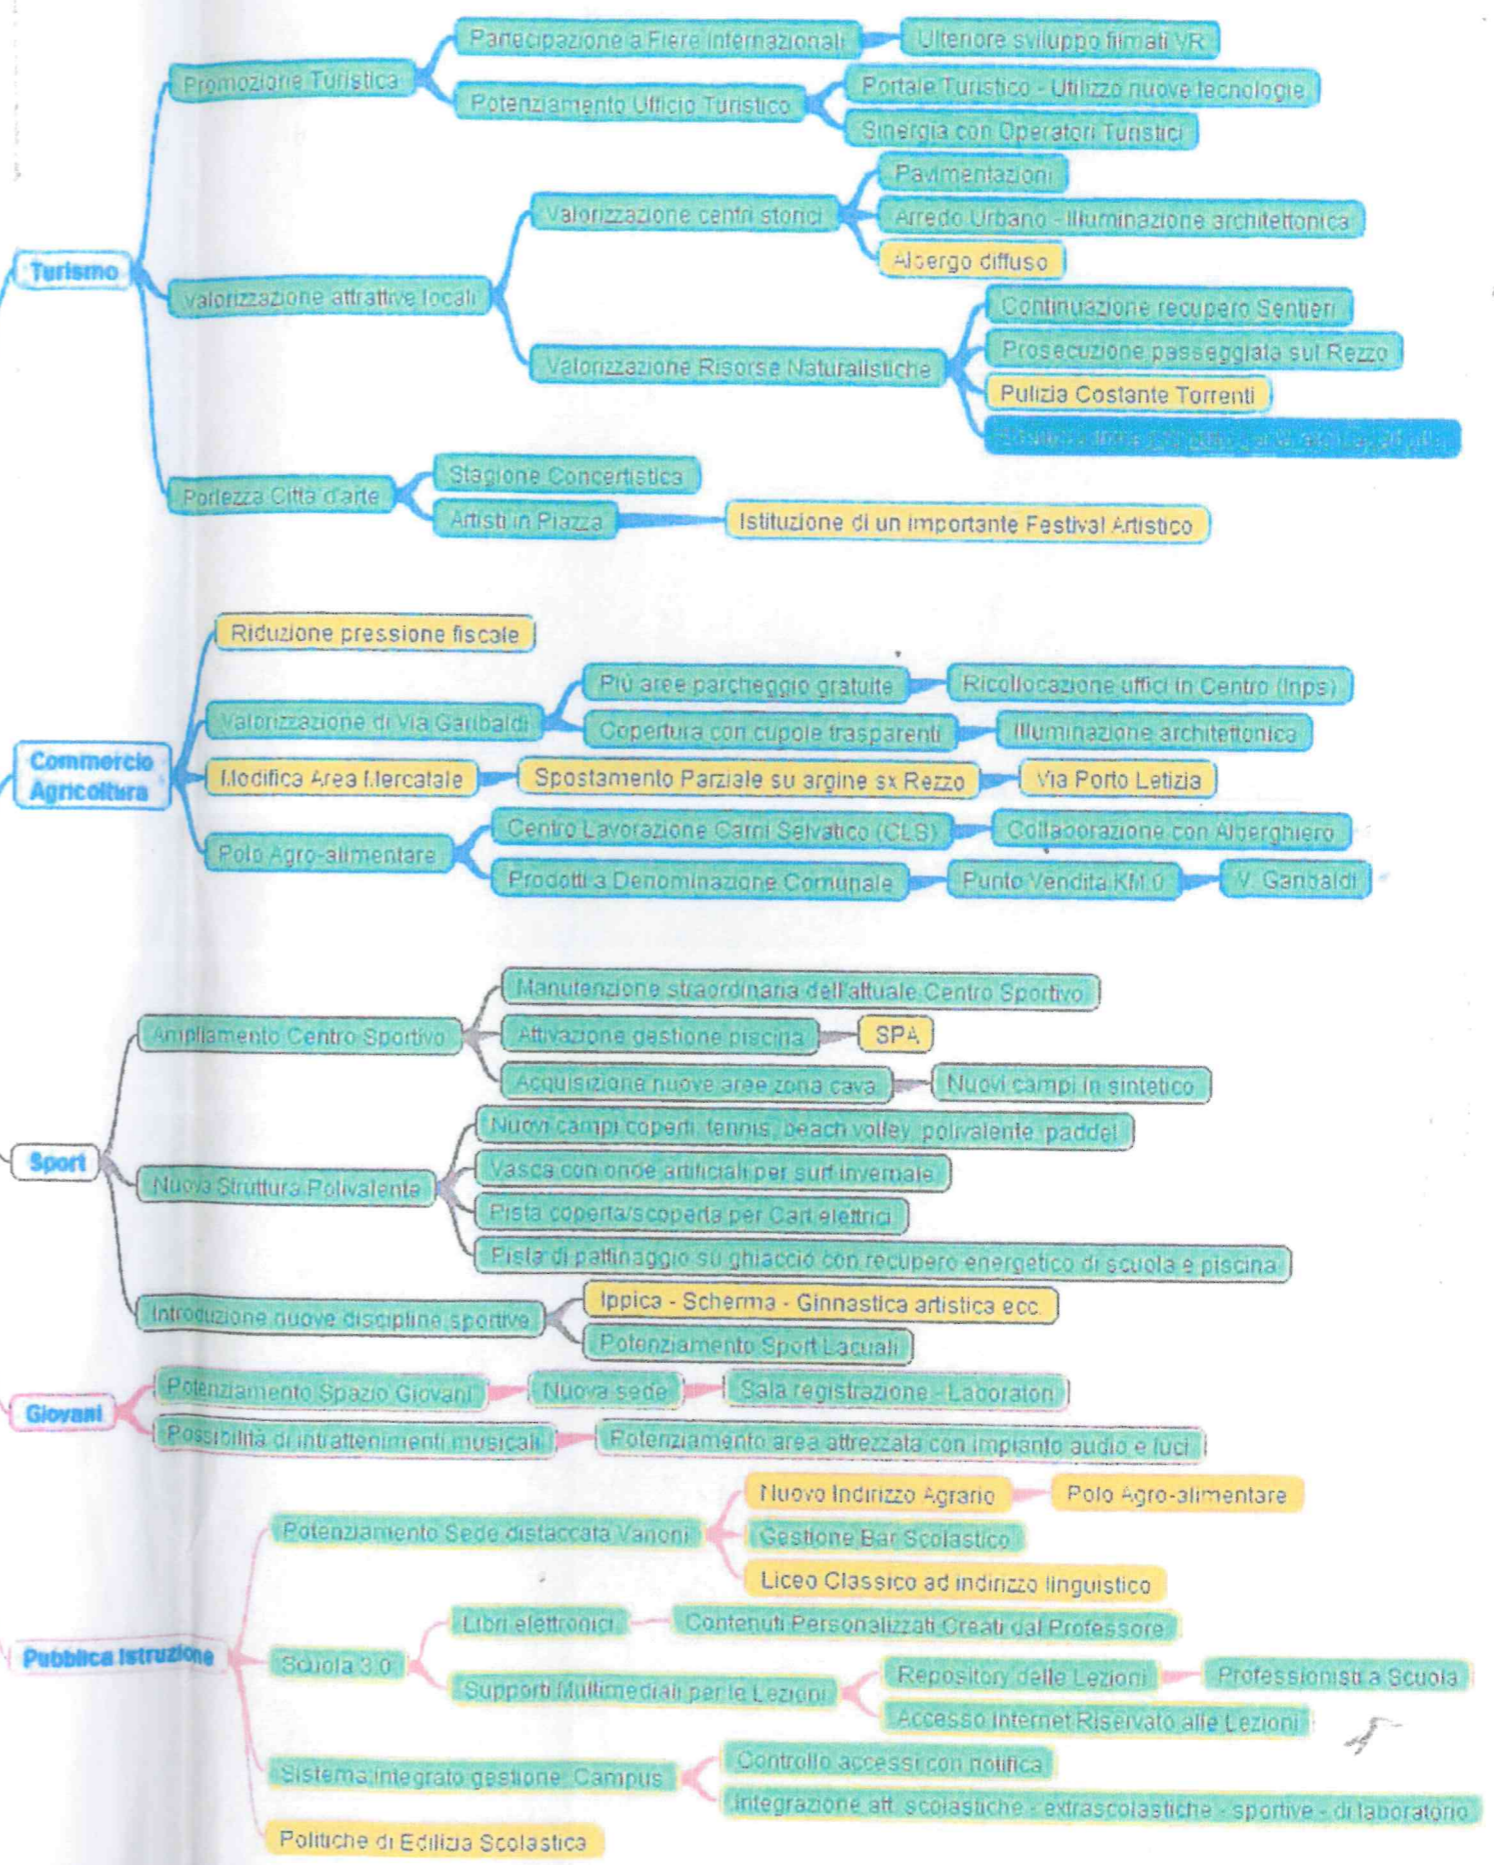 Turismo
Promozione Turistica
Partecipazione a Fiere Internazionali
Ulteriore sviluppo filmati VR
Potenziamento Ufficio Turistico
Portale Turistico - Utilizzo nuove tecnologie
Sinergia con Operatori Turistici
Valorizzazione attrattive locali
Valorizzazione centri storici
Pavimentazioni
Arredo Urbano - Illuminazione architettonica
Albergo diffuso
Valorizzazione Risorse Naturalistiche
Continuazione recupero Sentieri
Prosecuzione passeggiata sul Rezzo
Pulizia Costante Torrenti
Porlezza Città d'arte
Stagione Concertistica
Artisti in Piazza
Istituzione di un importante Festival Artistico
Commercio
Agricoltura
Riduzione pressione fiscale
Valorizzazione di Via Garibaldi
Più aree parcheggio gratuite
Ricollocazione uffici in Centro (Inps)
Copertura con cupole trasparenti
Illuminazione architettonica
Modifica Area Mercatale
Spostamento Parziale su argine sx Rezzo
Via Porto Letizia
Polo Agro-alimentare
Centro Lavorazione Carni Selvatico (CLS)
Collaborazione con Alberghiero
Prodotti a Denominazione Comunale
Punto Vendita KM.0
V. Garibaldi
Sport
Ampliamento Centro Sportivo
Manutenzione straordinaria dell'attuale Centro Sportivo
Attivazione gestione piscina
SPA
Acquisizione nuove aree zona cava
Nuovi campi in sintetico
Nuova Struttura Polivalente
Nuovi campi coperti: tennis, beach volley, polivalente, paddel
Vasca con onde artificiali per surf invernale
Pista coperta/scoperta per Cart elettrici
Pista di pattinaggio su ghiaccio con recupero energetico di scuola e piscina
Introduzione nuove discipline sportive
Ippica - Scherma - Ginnastica artistica ecc.
Potenziamento Sport Lacuali
Giovani
Potenziamento Spazio Giovani
Nuova sede
Sala registrazione - Laboratori
Possibilità di intrattenimenti musicali
Potenziamento area attrezzata con impianto audio e luci
Pubblica Istruzione
Potenziamento Sede distaccata Vanoni
Nuovo Indirizzo Agrario
Polo Agro-alimentare
Gestione Bar Scolastico
Liceo Classico ad indirizzo linguistico
Scuola 3.0
Libri elettronici
Contenuti Personalizzati Creati dal Professore
Supporti Multimediali per le Lezioni
Repository delle Lezioni
Professionisti a Scuola
Accesso Internet Riservato alle Lezioni
Sistema integrato gestione Campus
Controllo accessi con notifica
Integrazione att. scolastiche - extrascolastiche - sportive - di laboratorio
Politiche di Edilizia Scolastica